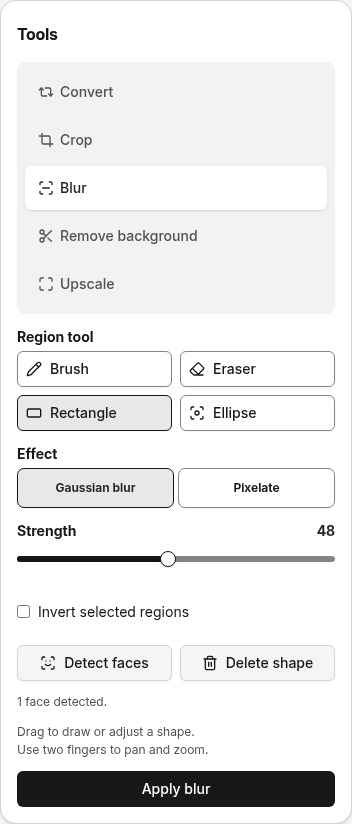 Tools
Convert
Crop
Blur
Remove background
Upscale
Region tool
Brush
Eraser
Rectangle
Ellipse
Effect
Gaussian blur
Pixelate
Strength 48
Invert selected regions
Detect faces
Delete shape
1 face detected.
Drag to draw or adjust a shape.
Use two fingers to pan and zoom.
Apply blur